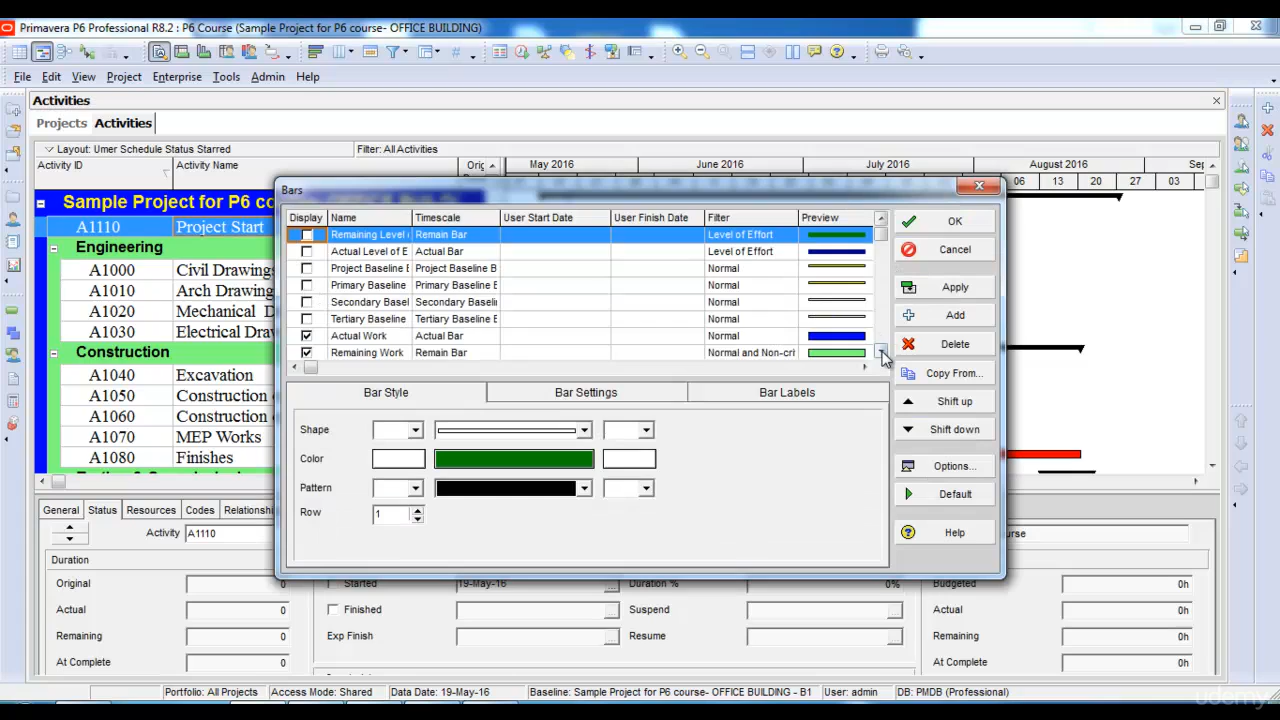 Primavera P6 Professional R8.2 : P6 Course (Sample Project for P6 course- OFFICE BUILDING)
File Edit View Project Enterprise Tools Admin Help
Activities
Projects Activities
Layout: Umer Schedule Status Starred Filter: All Activities
Activity ID Activity Name Orig May 2016 June 2016 July 2016 August 2016 Sep
06 13 20 27 03
Sample Project for P6 co
A1110 Project Start
Engineering
A1000 Civil Drawing
A1010 Arch Drawing
A1020 Mechanical D
A1030 Electrical Draw
Construction
A1040 Excavation
A1050 Construction o
A1060 Construction o
A1070 MEP Works
A1080 Finishes
Bars
Display Name Timescale User Start Date User Finish Date Filter Preview
Remaining Level Remain Bar Level of Effort
Actual Level of E Actual Bar Level of Effort
Project Baseline E Project Baseline B Normal
Primary Baseline Primary Baseline E Normal
Secondary Basel Secondary Basel Normal
Tertiary Baseline Tertiary Baseline E Normal
Actual Work Actual Bar Normal
Remaining Work Remain Bar Normal and Non-cri
OK
Cancel
Apply
Add
Delete
Copy From...
Shift up
Shift down
Options...
Default
Help
Bar Style Bar Settings Bar Labels
Shape
Color
Pattern
Row 1
General Status Resources Codes Relationsh
Activity A1110 urse
Duration
Original 0 Started 19-May-16 Duration % 0% Budgeted 0h
Actual 0 Finished Suspend Actual 0h
Remaining 0 Exp Finish Resume Remaining 0h
At Complete 0 At Complete 0h
Portfolio: All Projects Access Mode: Shared Data Date: 19-May-16 Baseline: Sample Project for P6 course- OFFICE BUILDING - B1 User: admin DB: PMDB (Professional)
udemy